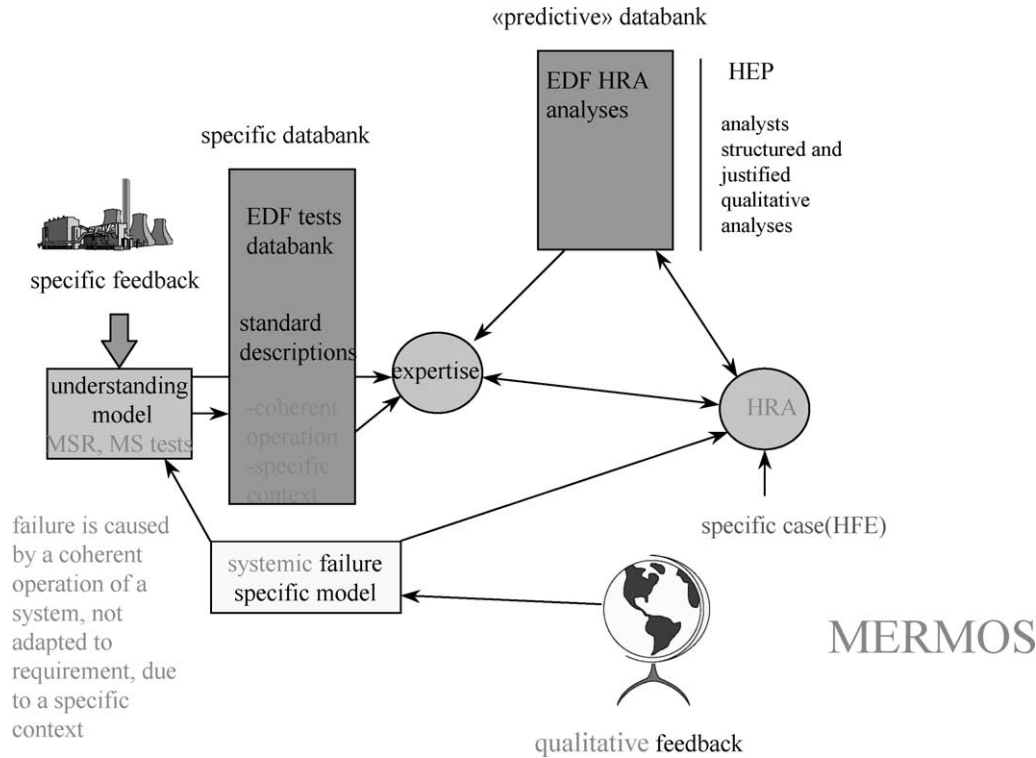 «predictive» databank
EDF HRA
analyses
HEP
analysts
structured and
justified
qualitative
analyses
specific databank
EDF tests
databank
standard
descriptions
-coherent
operation
-specific
context
specific feedback
understanding
model
MSR, MS tests
expertise
HRA
specific case(HFE)
failure is caused
by a coherent
operation of a
system, not
adapted to
requirement, due
to a specific
context
systemic failure
specific model
MERMOS
qualitative feedback